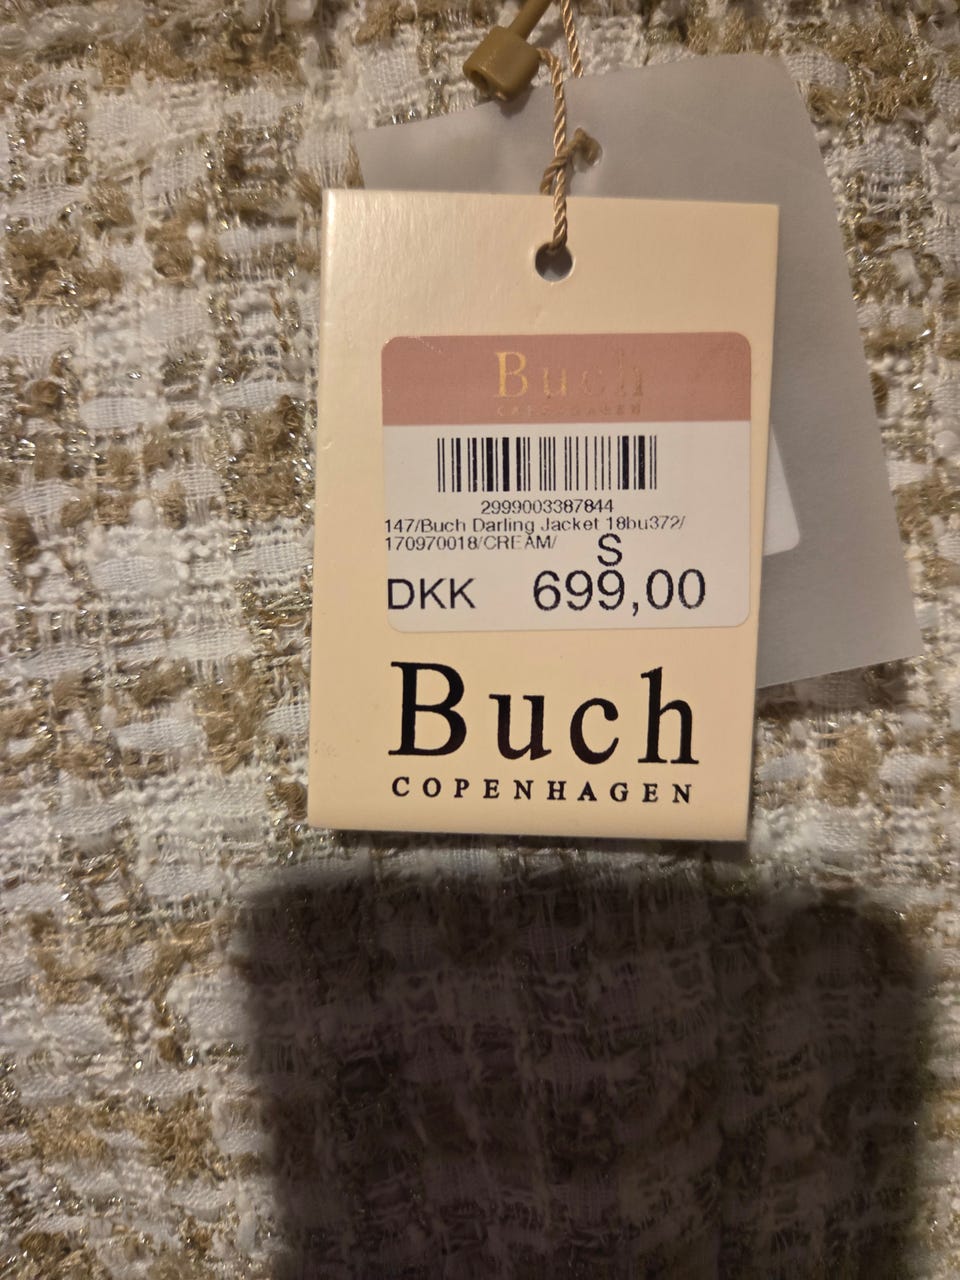 Buch
COPENHAGEN
2999003387844
147/Buch Darling Jacket 18bu372/
170970018/CREAM/ S
DKK 699,00
Buch
COPENHAGEN